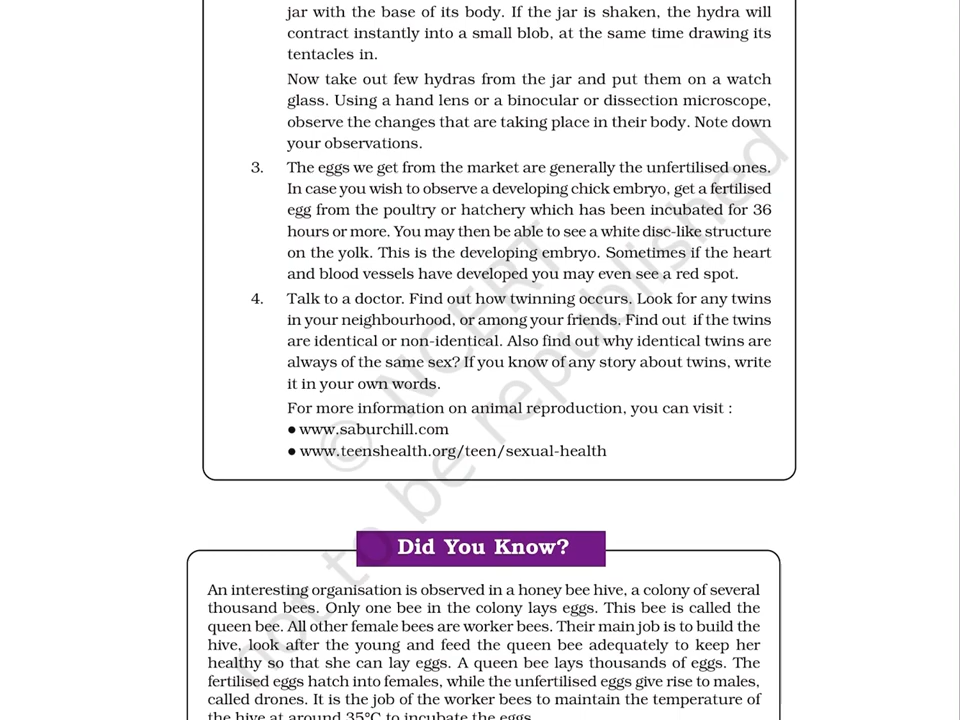 jar with the base of its body. If the jar is shaken, the hydra will
contract instantly into a small blob, at the same time drawing its
tentacles in.
Now take out few hydras from the jar and put them on a watch
glass. Using a hand lens or a binocular or dissection microscope,
observe the changes that are taking place in their body. Note down
your observations.
3. The eggs we get from the market are generally the unfertilised ones.
In case you wish to observe a developing chick embryo, get a fertilised
egg from the poultry or hatchery which has been incubated for 36
hours or more. You may then be able to see a white disc-like structure
on the yolk. This is the developing embryo. Sometimes if the heart
and blood vessels have developed you may even see a red spot.
4. Talk to a doctor. Find out how twinning occurs. Look for any twins
in your neighbourhood, or among your friends. Find out if the twins
are identical or non-identical. Also find out why identical twins are
always of the same sex? If you know of any story about twins, write
it in your own words.
For more information on animal reproduction, you can visit :
● www.saburchill.com
● www.teenshealth.org/teen/sexual-health
© NCERT
not to be republished
Did You Know?
An interesting organisation is observed in a honey bee hive, a colony of several
thousand bees. Only one bee in the colony lays eggs. This bee is called the
queen bee. All other female bees are worker bees. Their main job is to build the
hive, look after the young and feed the queen bee adequately to keep her
healthy so that she can lay eggs. A queen bee lays thousands of eggs. The
fertilised eggs hatch into females, while the unfertilised eggs give rise to males,
called drones. It is the job of the worker bees to maintain the temperature of
the hive at around 35°C to incubate the eggs.